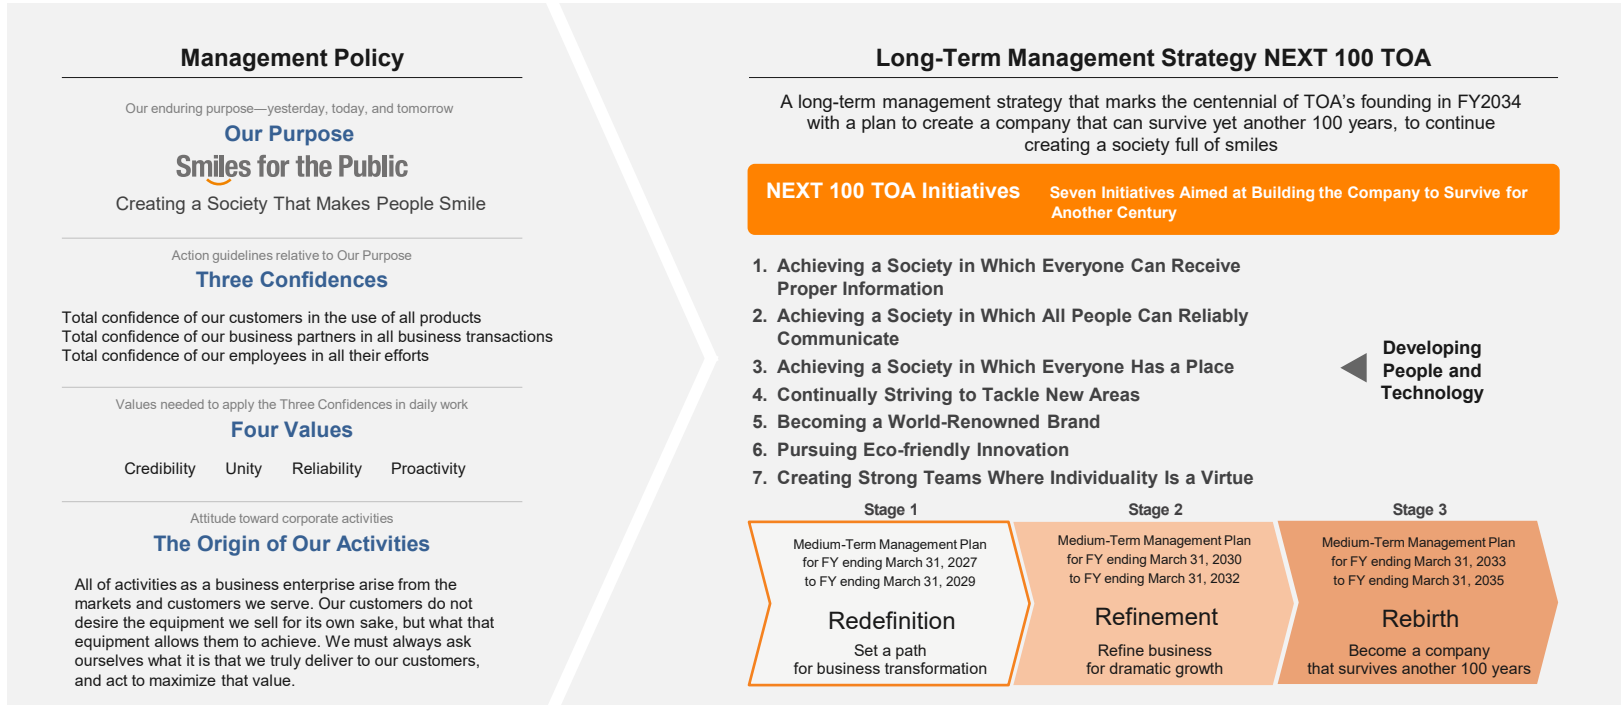 Management Policy
Our enduring purpose—yesterday, today, and tomorrow
Our Purpose
Smiles for the Public
Creating a Society That Makes People Smile
Action guidelines relative to Our Purpose
Three Confidences
Total confidence of our customers in the use of all products
Total confidence of our business partners in all business transactions
Total confidence of our employees in all their efforts
Values needed to apply the Three Confidences in daily work
Four Values
Credibility Unity Reliability Proactivity
Attitude toward corporate activities
The Origin of Our Activities
All of activities as a business enterprise arise from the
markets and customers we serve. Our customers do not
desire the equipment we sell for its own sake, but what that
equipment allows them to achieve. We must always ask
ourselves what it is that we truly deliver to our customers,
and act to maximize that value.
Long-Term Management Strategy NEXT 100 TOA
A long-term management strategy that marks the centennial of TOA's founding in FY2034
with a plan to create a company that can survive yet another 100 years, to continue
creating a society full of smiles
NEXT 100 TOA Initiatives Seven Initiatives Aimed at Building the Company to Survive for
Another Century
1. Achieving a Society in Which Everyone Can Receive
Proper Information
2. Achieving a Society in Which All People Can Reliably
Communicate
3. Achieving a Society in Which Everyone Has a Place
4. Continually Striving to Tackle New Areas
5. Becoming a World-Renowned Brand
6. Pursuing Eco-friendly Innovation
7. Creating Strong Teams Where Individuality Is a Virtue
Developing
People and
Technology
Stage 1
Medium-Term Management Plan
for FY ending March 31, 2027
to FY ending March 31, 2029
Redefinition
Set a path
for business transformation
Stage 2
Medium-Term Management Plan
for FY ending March 31, 2030
to FY ending March 31, 2032
Refinement
Refine business
for dramatic growth
Stage 3
Medium-Term Management Plan
for FY ending March 31, 2033
to FY ending March 31, 2035
Rebirth
Become a company
that survives another 100 years